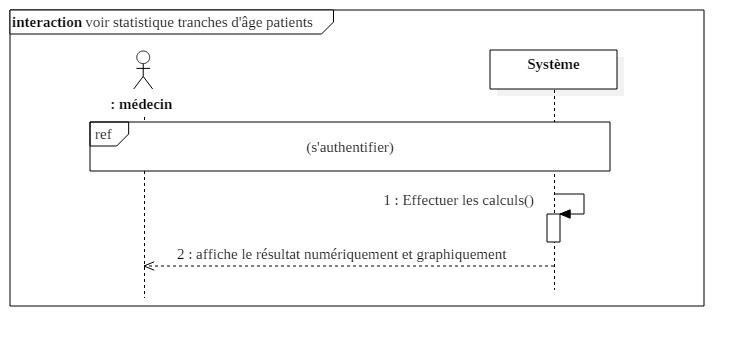 interaction voir statistique tranches d'âge patients
Système
: médecin
ref
(s'authentifier)
1 : Effectuer les calculs()
2 : affiche le résultat numériquement et graphiquement